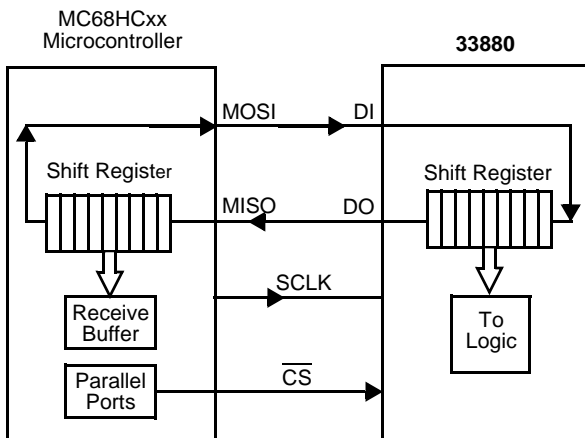 MC68HCxx
Microcontroller
33880
MOSI
DI
Shift Register
Shift Register
MISO
DO
SCLK
Receive
Buffer
To
Logic
Parallel
Ports
CS